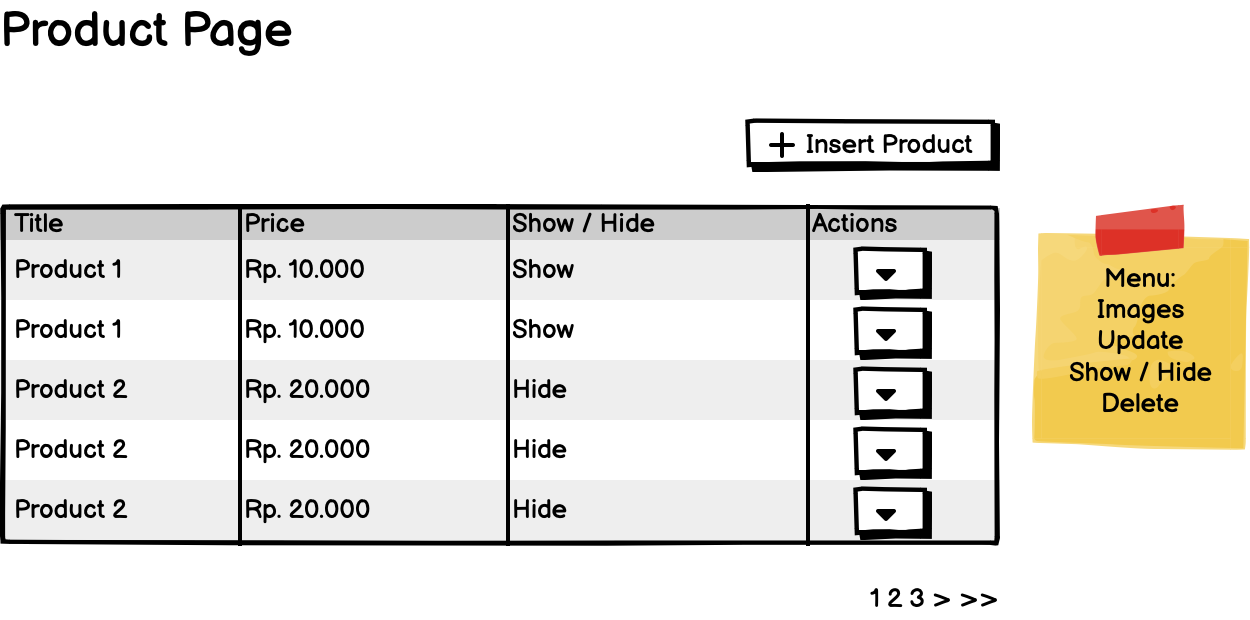 Product Page
+ Insert Product
Title Price Show / Hide Actions
Product 1 Rp. 10.000 Show
Product 1 Rp. 10.000 Show
Product 2 Rp. 20.000 Hide
Product 2 Rp. 20.000 Hide
Product 2 Rp. 20.000 Hide
Menu:
Images
Update
Show / Hide
Delete
1 2 3 > >>